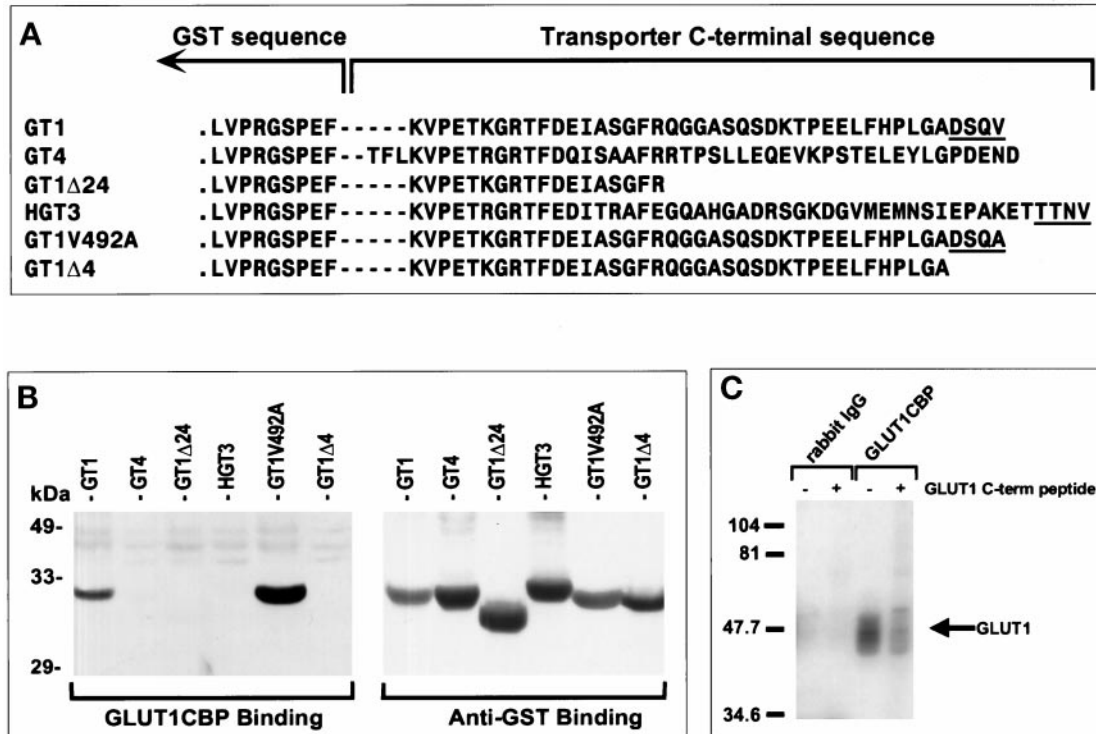 A
GST sequence Transporter C-terminal sequence
GT1 .LVPRGSPEF-----KVPETKGRTFDEIASGFRQGGASQSDKTPEELFHPLGADSQV
GT4 .LVPRGSPEF--TFLKVPETRGRTFDQISAAFRRTPSLLEQEVKPSTELEYLGPDEND
GT1Δ24 .LVPRGSPEF-----KVPETKGRTFDEIASGFR
HGT3 .LVPRGSPEF-----KVPETRGRTFEDITRAFEGQAHGADRSGKDGVMEMNSIEPAKETTTNV
GT1V492A .LVPRGSPEF-----KVPETKGRTFDEIASGFRQGGASQSDKTPEELFHPLGADSQA
GT1Δ4 .LVPRGSPEF-----KVPETKGRTFDEIASGFRQGGASQSDKTPEELFHPLGA
B
kDa
- GT1
- GT4
- GT1Δ24
- HGT3
- GT1V492A
- GT1Δ4
- GT1
- GT4
- GT1Δ24
- HGT3
- GT1V492A
- GT1Δ4
49-
33-
29-
GLUT1CBP Binding
Anti-GST Binding
C
rabbit IgG
GLUT1CBP
- + - + GLUT1 C-term peptide
104
81
47.7
34.6
GLUT1